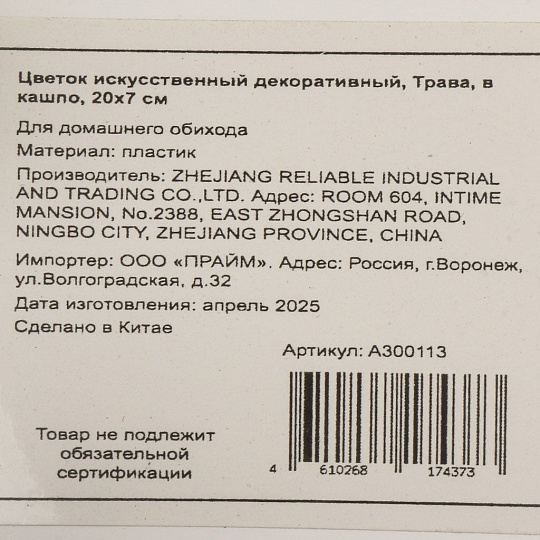 Цветок искусственный декоративный, Трава, в
кашпо, 20х7 см
Для домашнего обихода
Материал: пластик
Производитель: ZHEJIANG RELIABLE INDUSTRIAL
AND TRADING CO.,LTD. Адрес: ROOM 604, INTIME
MANSION, No.2388, EAST ZHONGSHAN ROAD,
NINGBO CITY, ZHEJIANG PROVINCE, CHINA
Импортер: ООО «ПРАЙМ». Адрес: Россия, г.Воронеж,
ул.Волгоградская, д.32
Дата изготовления: апрель 2025
Сделано в Китае
Артикул: А300113
Товар не подлежит
обязательной
сертификации
4 610268 174373